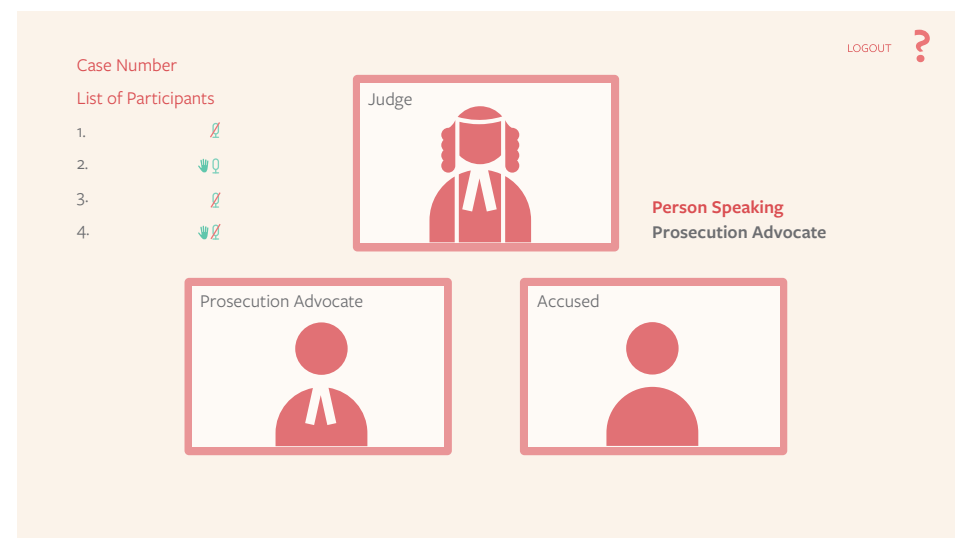 LOGOUT ?
Case Number
List of Participants
1.
2.
3.
4.
Judge
Person Speaking
Prosecution Advocate
Prosecution Advocate
Accused